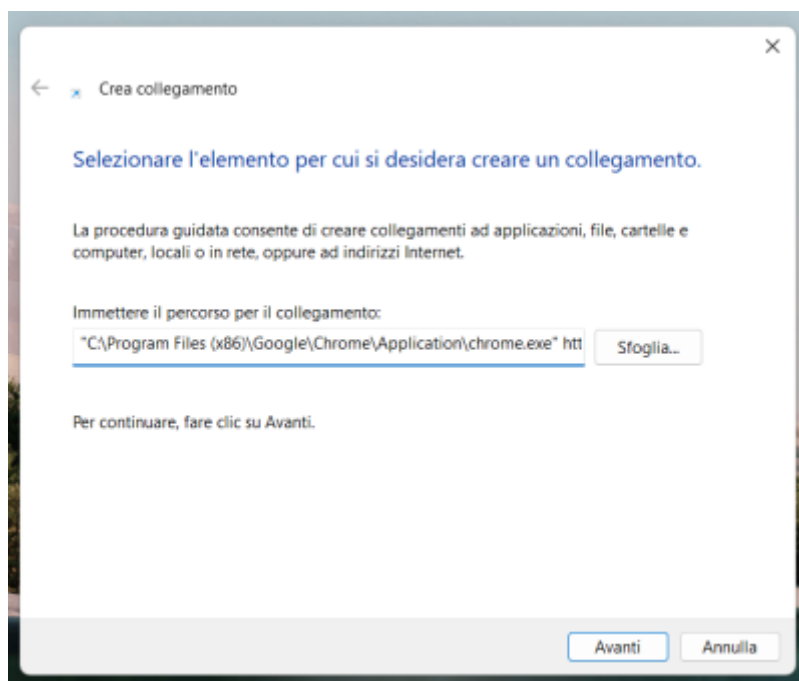 Crea collegamento
Selezionare l'elemento per cui si desidera creare un collegamento.
La procedura guidata consente di creare collegamenti ad applicazioni, file, cartelle e
computer, locali o in rete, oppure ad indirizzi Internet.
Immettere il percorso per il collegamento:
"C:\Program Files (x86)\Google\Chrome\Application\chrome.exe" htt
Sfoglia...
Per continuare, fare clic su Avanti.
Avanti
Annulla